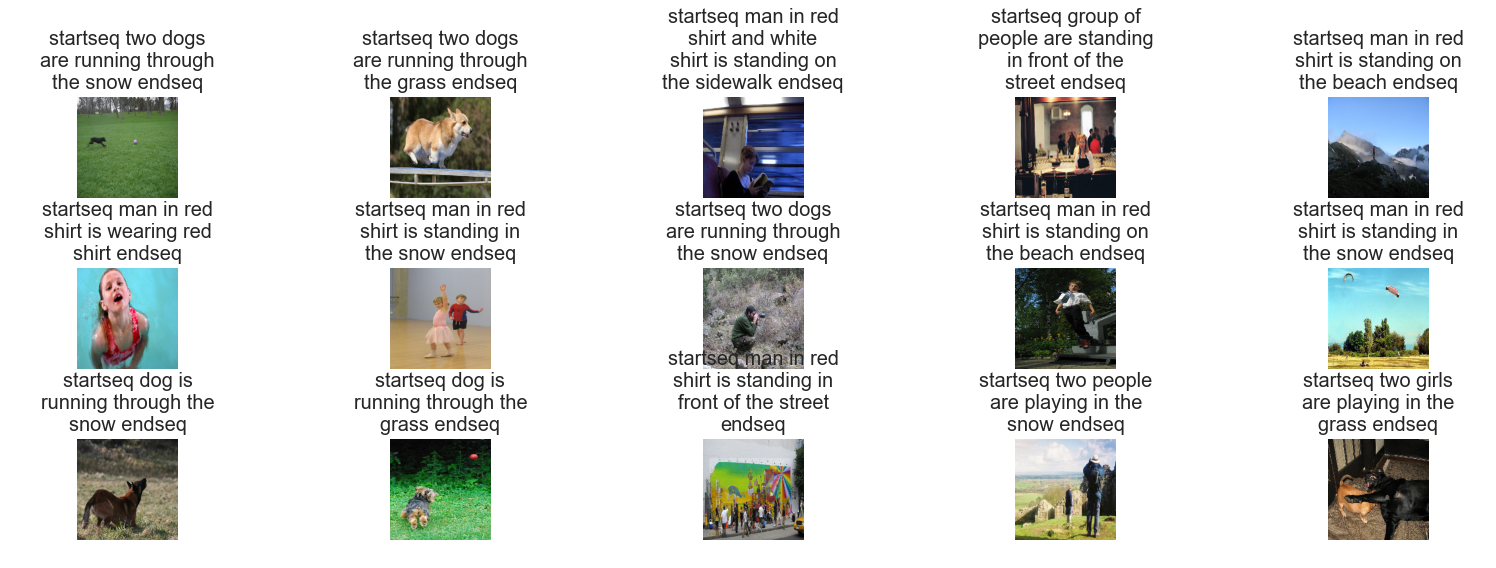 startseq two dogs
are running through
the snow endseq
startseq two dogs
are running through
the grass endseq
startseq man in red
shirt and white
shirt is standing on
the sidewalk endseq
startseq group of
people are standing
in front of the
street endseq
startseq man in red
shirt is standing on
the beach endseq
startseq man in red
shirt is wearing red
shirt endseq
startseq man in red
shirt is standing in
the snow endseq
startseq two dogs
are running through
the snow endseq
startseq man in red
shirt is standing on
the beach endseq
startseq man in red
shirt is standing in
the snow endseq
startseq dog is
running through the
snow endseq
startseq dog is
running through the
grass endseq
startseq man in red
shirt is standing in
front of the street
endseq
startseq two people
are playing in the
snow endseq
startseq two girls
are playing in the
grass endseq